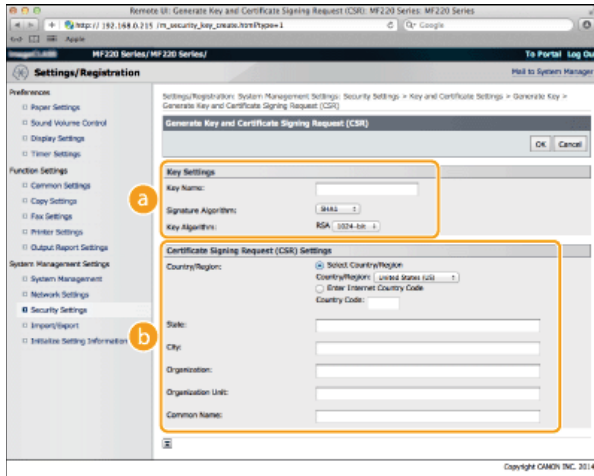 Remote UI: Generate Key and Certificate Signing Request (CSR): MF220 Series: MF220 Series
http://192.168.0.215/m_security_key_create.html?type=1
Google
Apple
imageCLASS MF220 Series/MF220 Series/ To Portal Log Ou
Settings/Registration Mail to System Manager
Preferences
Paper Settings
Sound Volume Control
Display Settings
Timer Settings
Function Settings
Common Settings
Copy Settings
Fax Settings
Printer Settings
Output Report Settings
System Management Settings
System Management
Network Settings
Security Settings
Import/Export
Initialize Setting Information
Settings/Registration: System Management Settings: Security Settings > Key and Certificate Settings > Generate Key >
Generate Key and Certificate Signing Request (CSR)
Generate Key and Certificate Signing Request (CSR)
OK Cancel
a
Key Settings
Key Name:
Signature Algorithm: SHA1
Key Algorithm: RSA 1024-bit
b
Certificate Signing Request (CSR) Settings
Country/Region: Select Country/Region
Country/Region: United States (US)
Enter Internet Country Code
Country Code:
State:
City:
Organization:
Organization Unit:
Common Name:
Copyright CANON INC. 2014